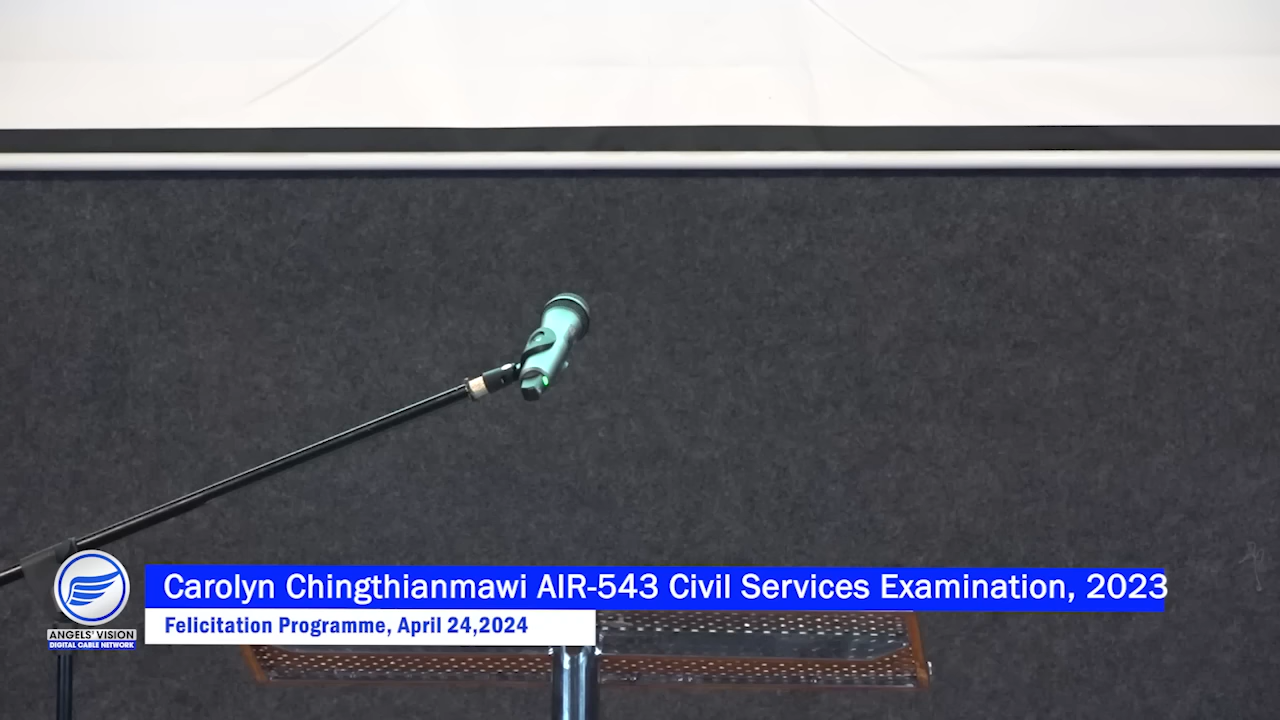 Carolyn Chingthianmawi AIR-543 Civil Services Examination, 2023
Felicitation Programme, April 24,2024
ANGELS' VISION
DIGITAL CABLE NETWORK